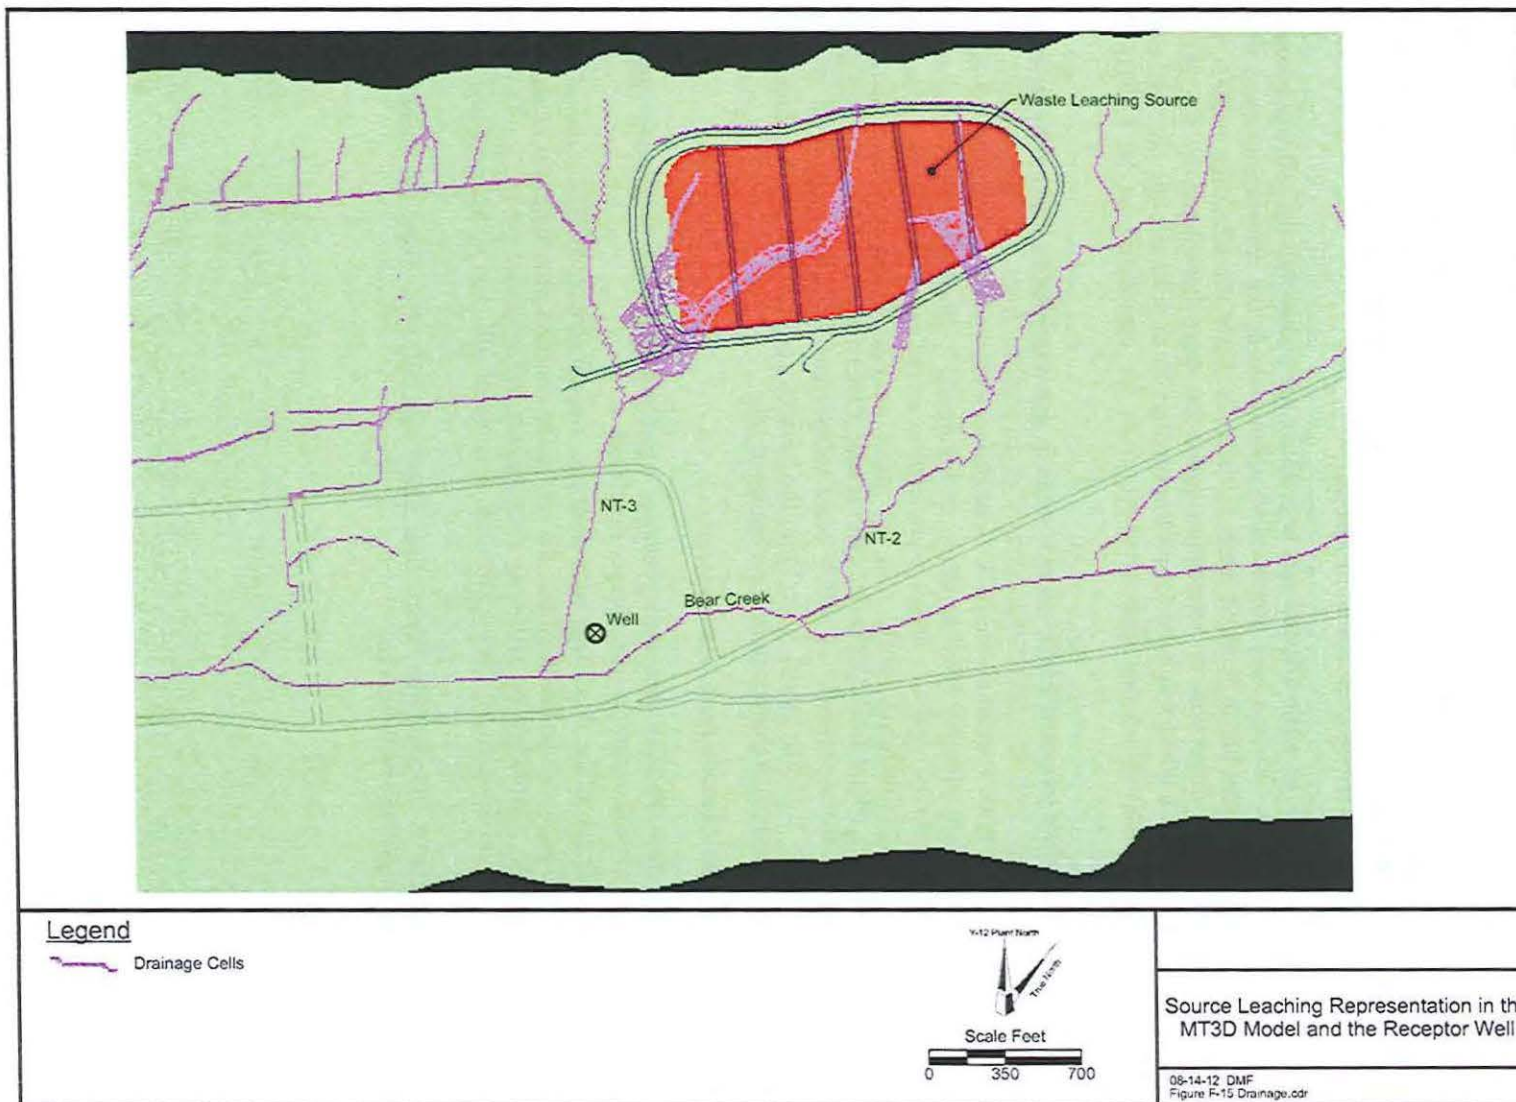 Waste Leaching Source
NT-3
NT-2
Bear Creek
Well
Legend
Drainage Cells
Y-12 Plant North
True North
Scale Feet
0 350 700
Source Leaching Representation in th
MT3D Model and the Receptor Well
08-14-12 DMF
Figure F-15 Drainage.cdr